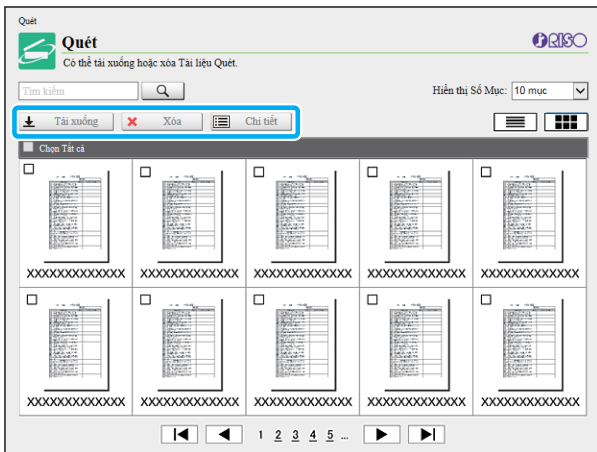 Quét
Quét
RISO
Có thể tải xuống hoặc xóa Tài liệu Quét.
Tìm kiếm
Hiển thị Số Mục: 10 mục
Tải xuống
Xóa
Chi tiết
Chọn Tất cả
XXXXXXXXXXXXX XXXXXXXXXXXXX XXXXXXXXXXXXX XXXXXXXXXXXXX XXXXXXXXXXXXX
XXXXXXXXXXXXX XXXXXXXXXXXXX XXXXXXXXXXXXX XXXXXXXXXXXXX XXXXXXXXXXXXX
1 2 3 4 5 ...